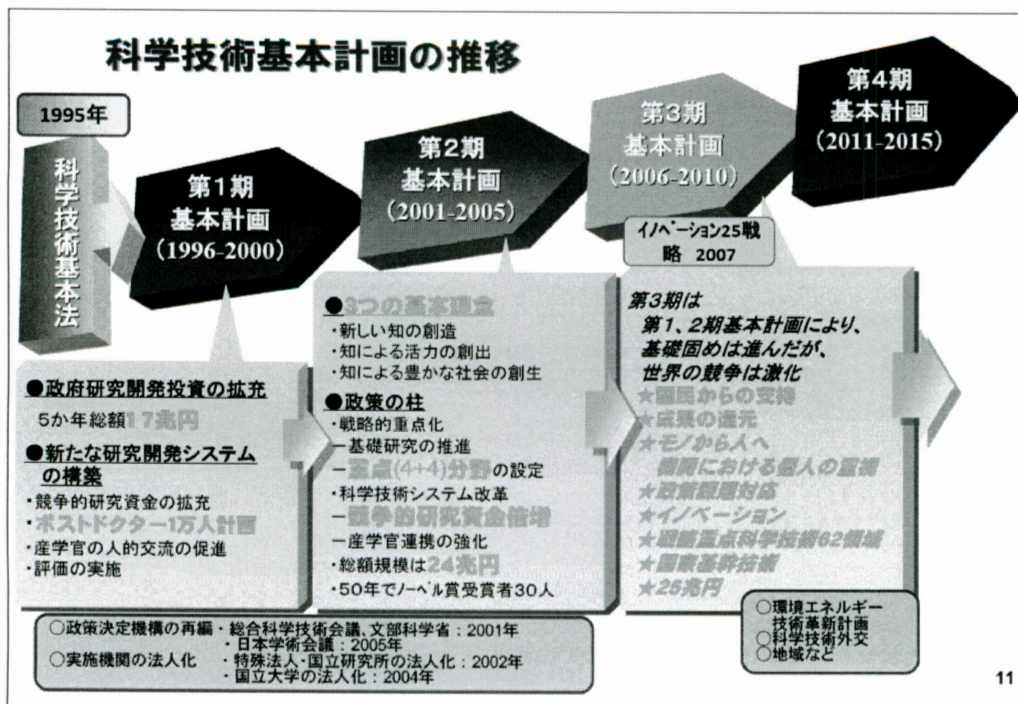 科学技術基本計画の推移
1995年
科学技術基本法
第1期
基本計画
(1996-2000)
第2期
基本計画
(2001-2005)
第3期
基本計画
(2006-2010)
第4期
基本計画
(2011-2015)
イノベーション25戦
略 2007
●政府研究開発投資の拡充
5か年総額17兆円
●新たな研究開発システム
の構築
・競争的研究資金の拡充
・ポストドクター1万人計画
・産学官の人的交流の促進
・評価の実施
●3つの基本理念
・新しい知の創造
・知による活力の創出
・知による豊かな社会の創生
●政策の柱
・戦略的重点化
－基礎研究の推進
－重点(4+4)分野の設定
・科学技術システム改革
－競争的研究資金倍増
－産学官連携の強化
・総額規模は24兆円
・50年でノーベル賞受賞者30人
第3期は
第1、2期基本計画により、
基礎固めは進んだが、
世界の競争は激化
★国民からの支持
★成果の還元
★モノから人へ
機関における個人の重視
★政策課題対応
★イノベーション
★戦略重点科学技術62領域
★国家基幹技術
★25兆円
○政策決定機構の再編・総合科学技術会議、文部科学省：2001年
・日本学術会議：2005年
○実施機関の法人化 ・特殊法人・国立研究所の法人化：2002年
・国立大学の法人化：2004年
○環境エネルギー
技術革新計画
○科学技術外交
○地域など
11